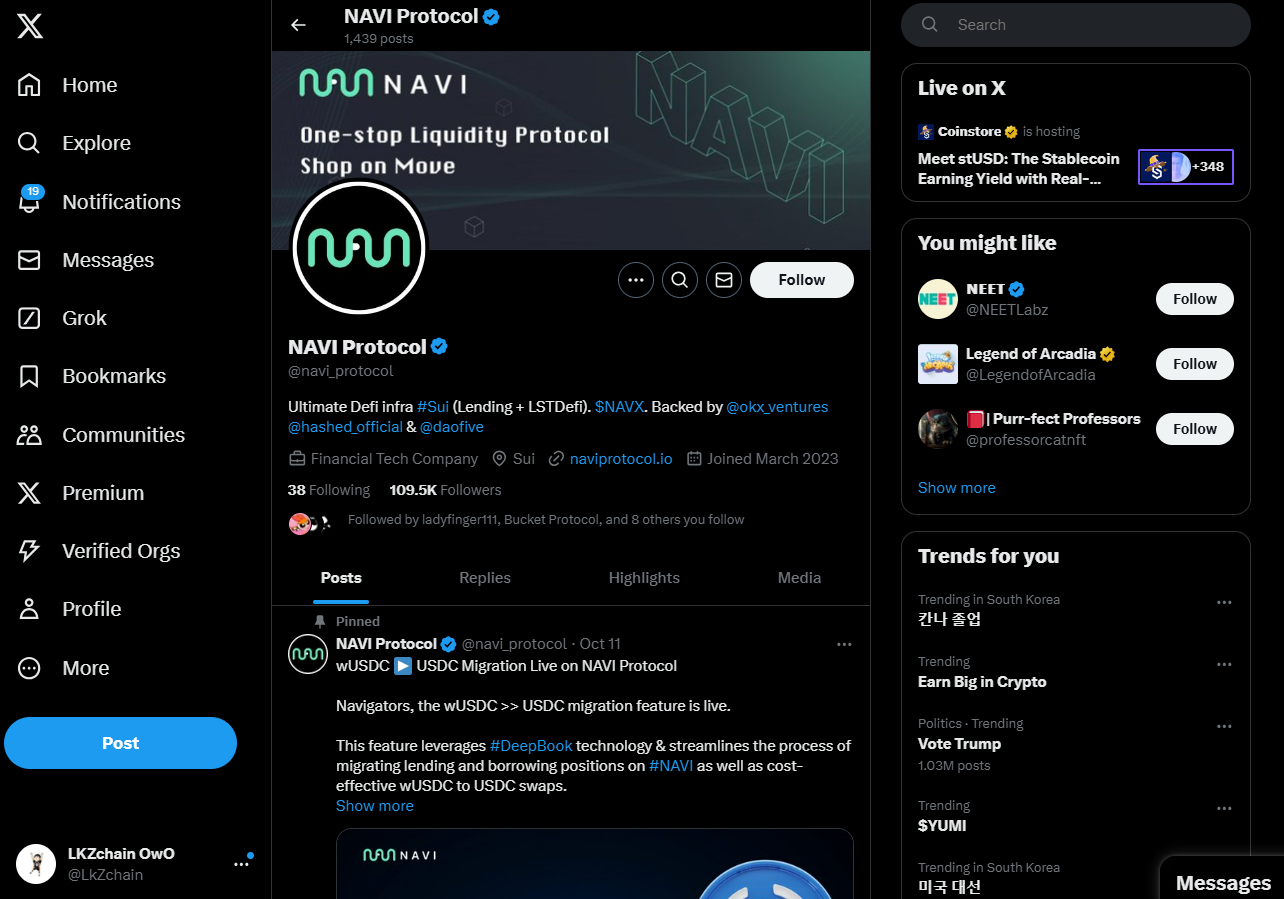 Home
Explore
19
Notifications
Messages
Grok
Bookmarks
Communities
Premium
Verified Orgs
Profile
More
Post
LKZchain OwO
@LkZchain
NAVI Protocol
1,439 posts
NAVI
One-stop Liquidity Protocol
Shop on Move
NAVI
Follow
NAVI Protocol
@navi_protocol
Ultimate Defi infra #Sui (Lending + LSTDefi). $NAVX. Backed by @okx_ventures
@hashed_official & @daofive
Financial Tech Company Sui naviprotocol.io Joined March 2023
38 Following 109.5K Followers
Followed by ladyfinger111, Bucket Protocol, and 8 others you follow
Posts Replies Highlights Media
Pinned
NAVI Protocol @navi_protocol · Oct 11
wUSDC ▶️ USDC Migration Live on NAVI Protocol
Navigators, the wUSDC >> USDC migration feature is live.
This feature leverages #DeepBook technology & streamlines the process of
migrating lending and borrowing positions on #NAVI as well as cost-
effective wUSDC to USDC swaps.
Show more
NAVI
Search
Live on X
Coinstore is hosting
Meet stUSD: The Stablecoin
Earning Yield with Real-...
+348
You might like
NEET
NEET
@NEETLabz
Follow
Legend of Arcadia
@LegendofArcadia
Follow
📕| Purr-fect Professors
@professorcatnft
Follow
Show more
Trends for you
Trending in South Korea
칸나 졸업
Trending
Earn Big in Crypto
Politics · Trending
Vote Trump
1.03M posts
Trending
$YUMI
Trending in South Korea
미국 대선
Messages